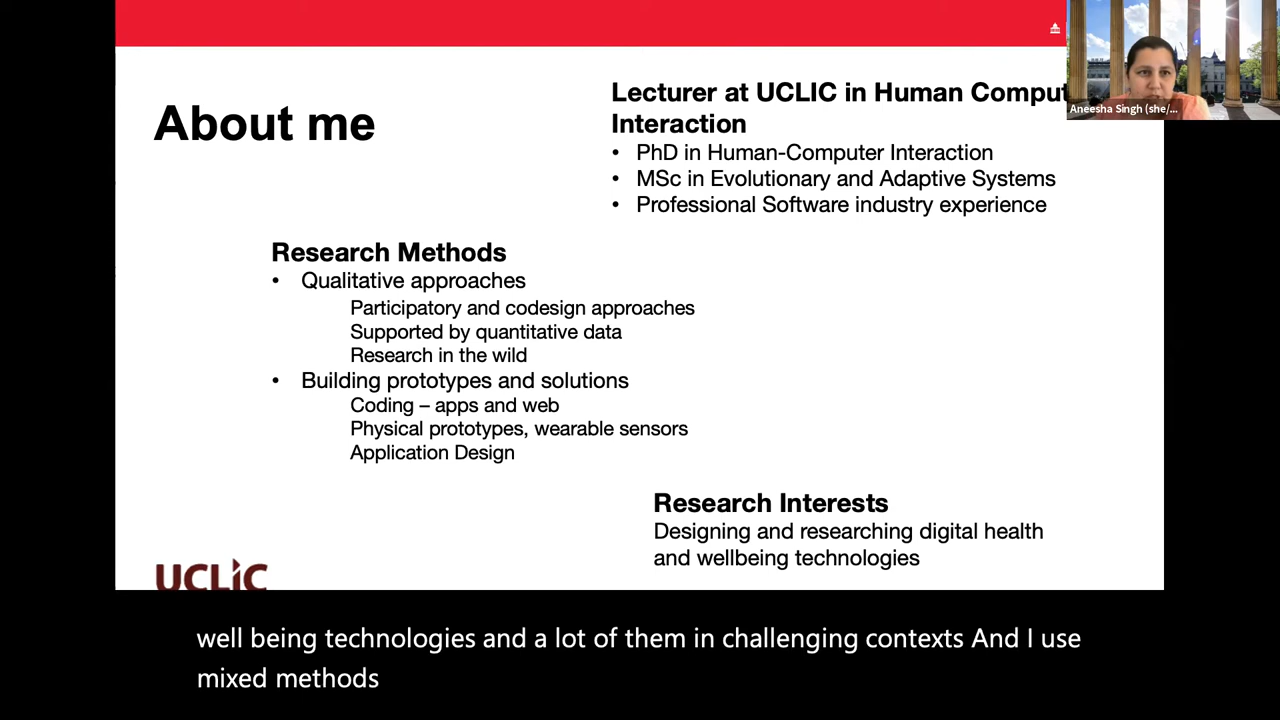 About me
Lecturer at UCLIC in Human Comput
Interaction
• PhD in Human-Computer Interaction
• MSc in Evolutionary and Adaptive Systems
• Professional Software industry experience
Aneesha Singh (she/...
Research Methods
• Qualitative approaches
Participatory and codesign approaches
Supported by quantitative data
Research in the wild
• Building prototypes and solutions
Coding – apps and web
Physical prototypes, wearable sensors
Application Design
Research Interests
Designing and researching digital health
and wellbeing technologies
UCLIC
well being technologies and a lot of them in challenging contexts And I use
mixed methods